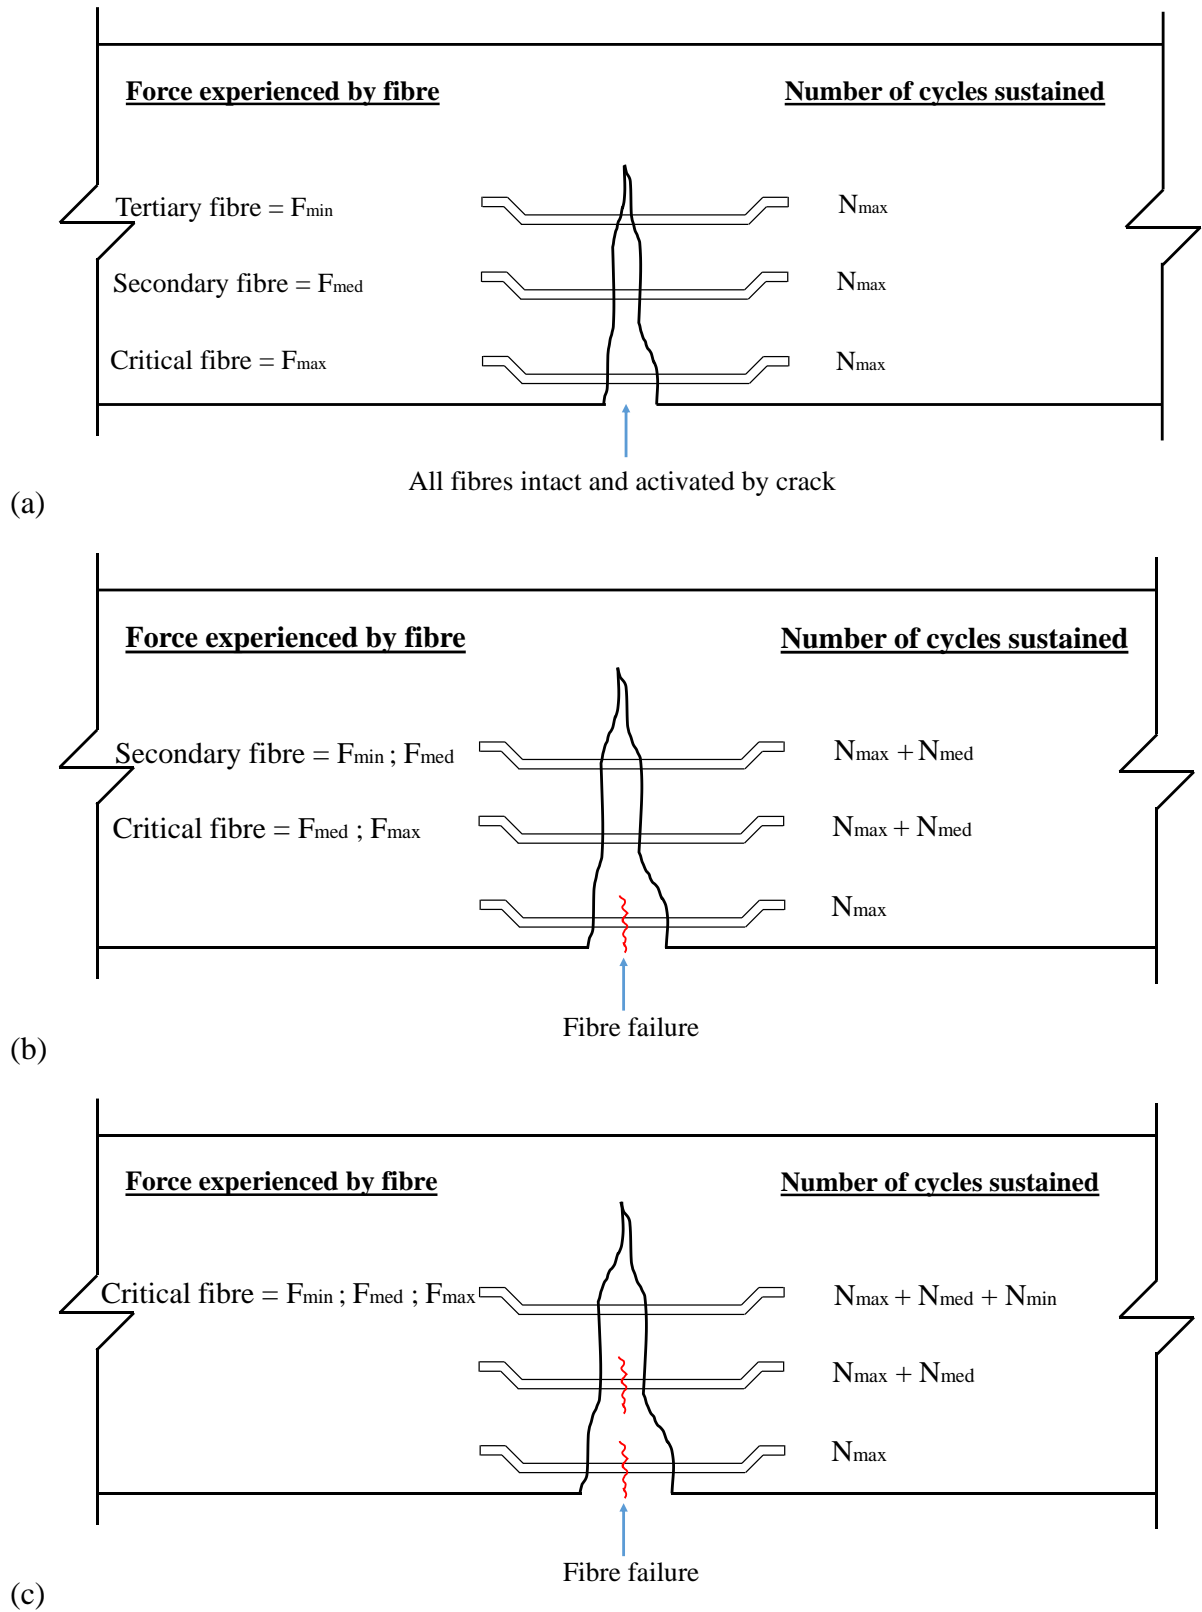 Force experienced by fibre
Number of cycles sustained
Tertiary fibre = Fmin
Nmax
Secondary fibre = Fmed
Nmax
Critical fibre = Fmax
Nmax
All fibres intact and activated by crack
(a)
Force experienced by fibre
Number of cycles sustained
Secondary fibre = Fmin ; Fmed
Nmax + Nmed
Critical fibre = Fmed ; Fmax
Nmax + Nmed
Nmax
Fibre failure
(b)
Force experienced by fibre
Number of cycles sustained
Critical fibre = Fmin ; Fmed ; Fmax
Nmax + Nmed + Nmin
Nmax + Nmed
Nmax
Fibre failure
(c)